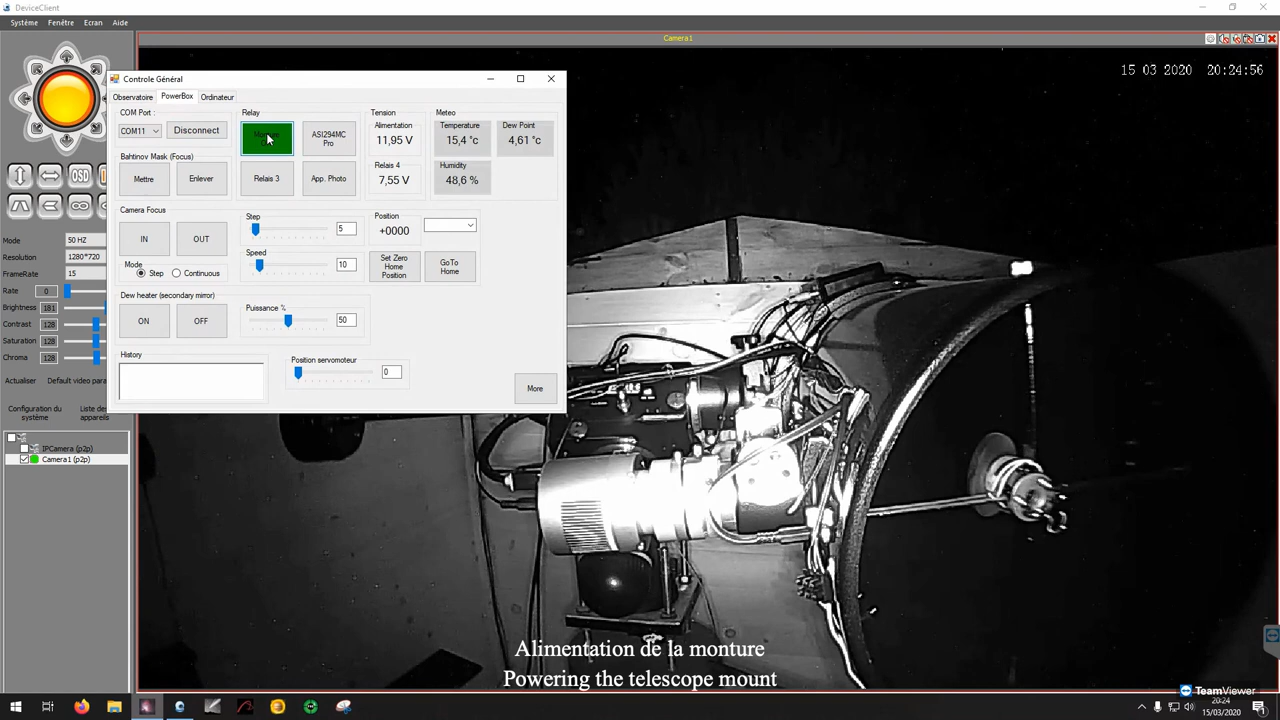 DeviceClient
Système Fenêtre Ecran Aide
Camera1
15 03 2020 20:24:56
Controle Général
Observatoire PowerBox Ordinateur
COM Port :
COM11
Disconnect
Bahtinov Mask (Focus)
Mettre
Enlever
Relay
ASI294MC
Pro
Relais 3
App. Photo
Tension
Alimentation
11,95 V
Relais 4
7,55 V
Meteo
Temperature
15,4 °c
Dew Point
4,61 °c
Humidity
48,6 %
Camera Focus
IN
OUT
Mode
Step
Continuous
Step
5
Speed
10
Position
+0000
Set Zero
Home
Position
GoTo
Home
Dew heater (secondary mirror)
ON
OFF
Puissance %
50
History
Position servomoteur
0
More
OSD
Mode 50 HZ
Resolution 1280*720
FrameRate 15
Rate 0
Brightness 181
Contrast 128
Saturation 128
Chroma 128
Actualiser Default video para
Configuration du
système
Liste des
appareils
IPCamera (p2p)
Camera1 (p2p)
Alimentation de la monture
Powering the telescope mount
TeamViewer
20:24
15/03/2020
1